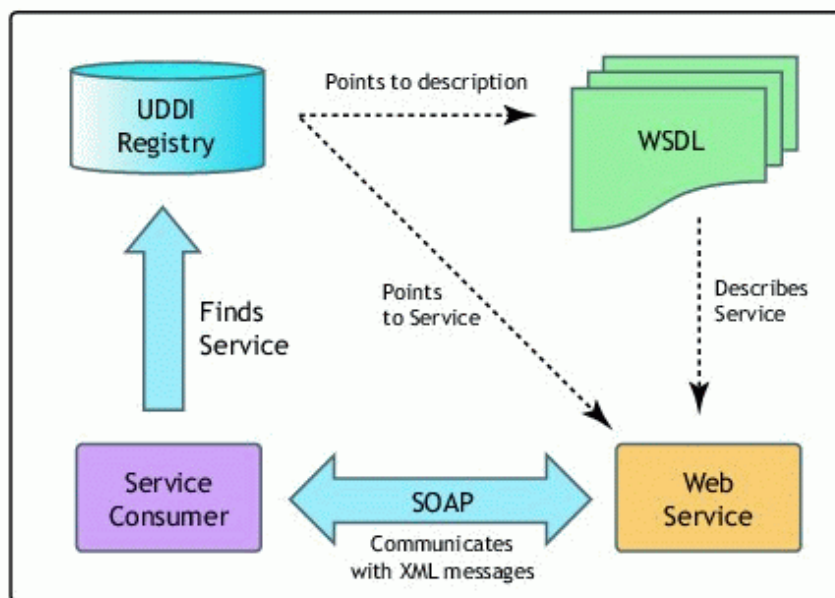 UDDI
Registry
Points to description
WSDL
Finds
Service
Points
to Service
Describes
Service
Service
Consumer
SOAP
Communicates
with XML messages
Web
Service